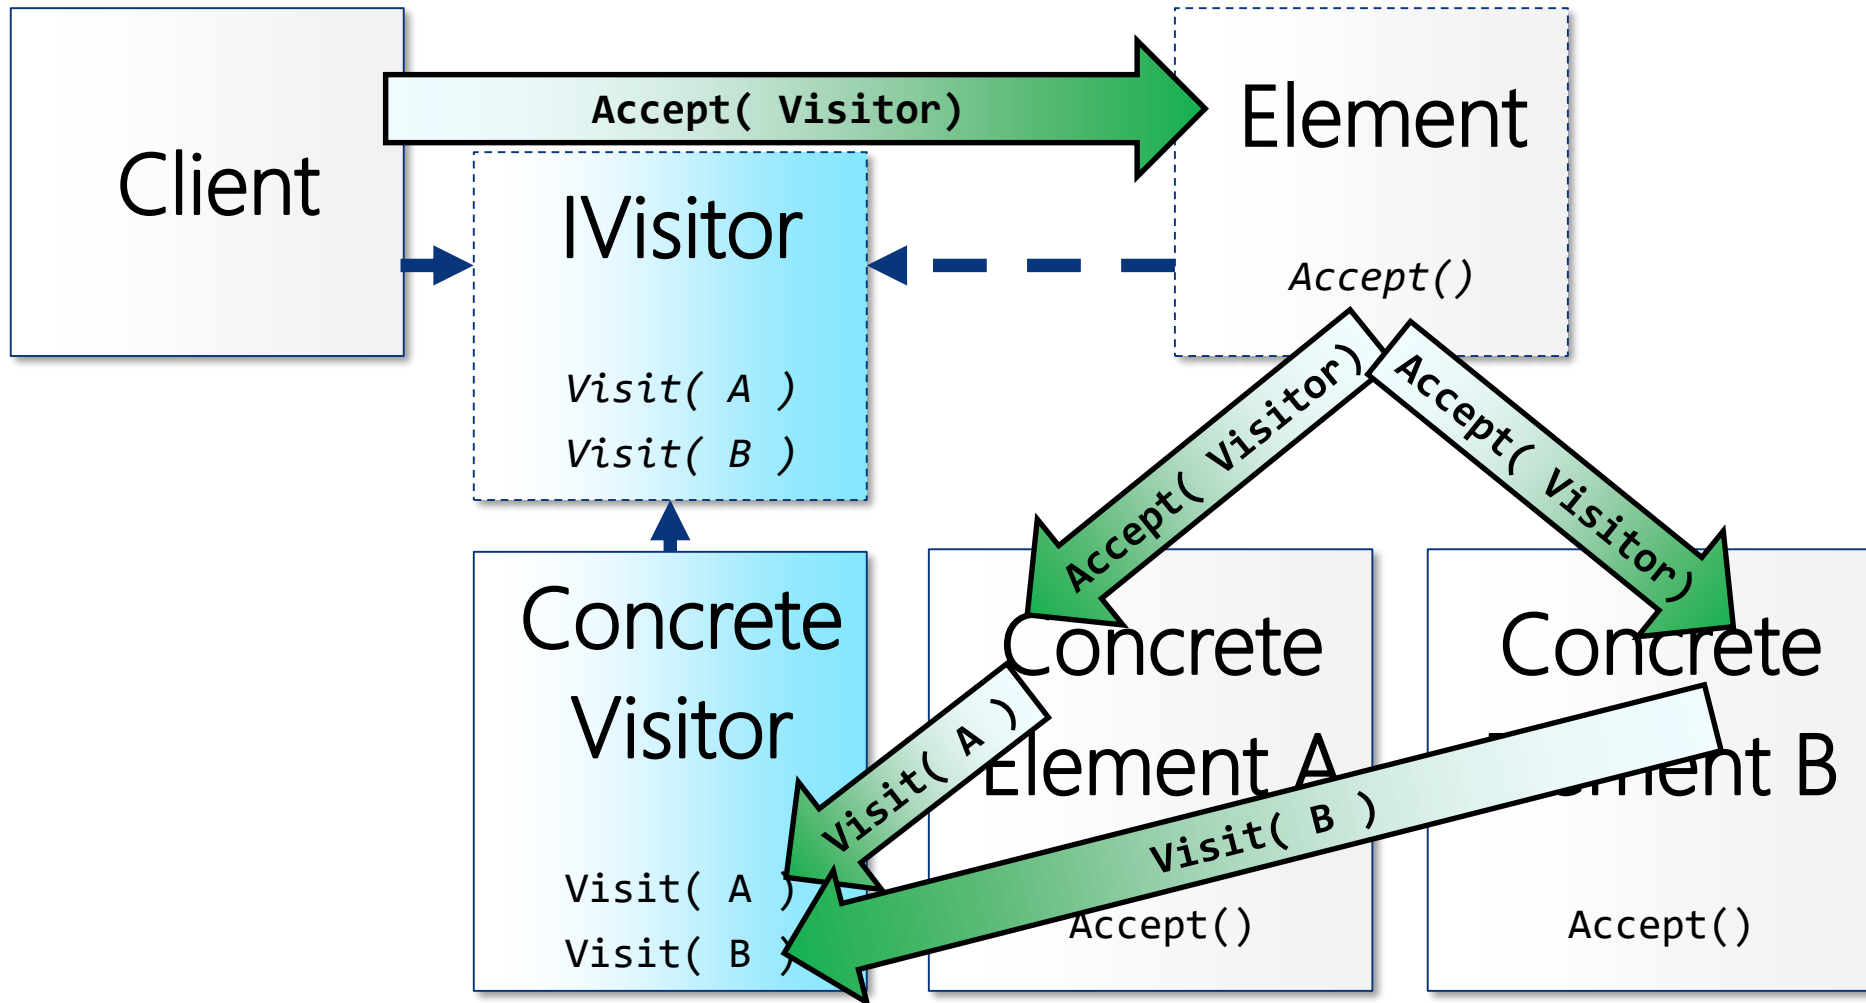 Client
Accept( Visitor)
Element
Accept()
IVisitor
Visit( A )
Visit( B )
Accept( Visitor)
Accept( Visitor)
Concrete
Visitor
Visit( A )
Visit( B )
Concrete
Element A
Accept()
Concrete
B
Accept()
Visit( A )
Visit( B )